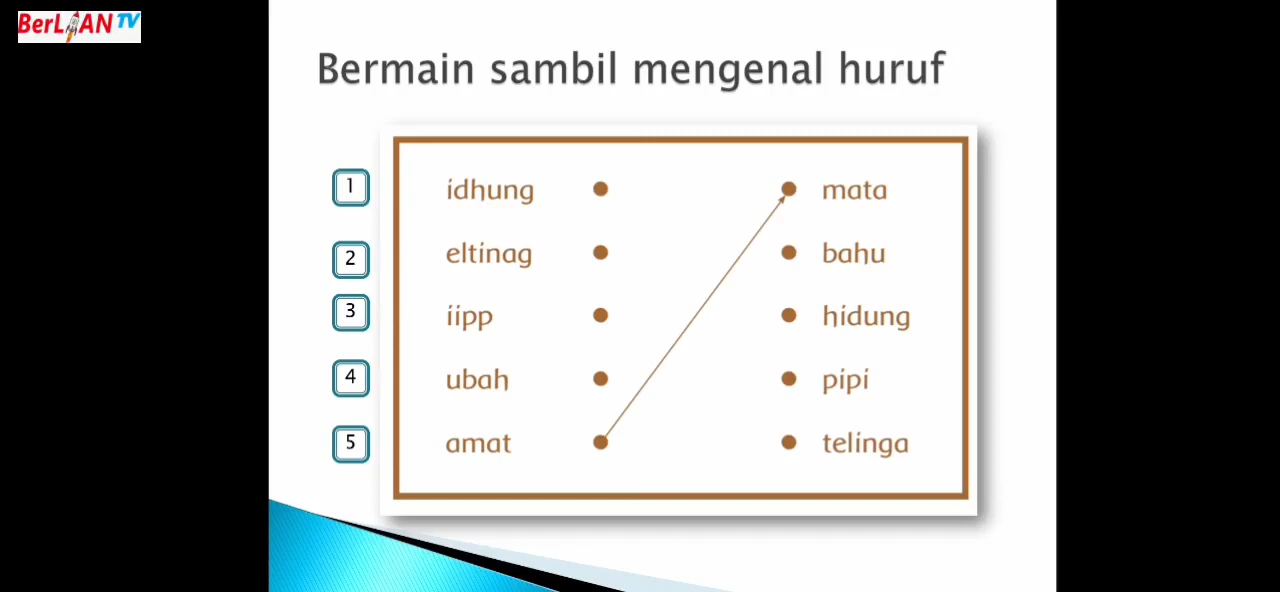 BerLIAN TV
Bermain sambil mengenal huruf
1 idhung mata
2 eltinag bahu
3 iipp hidung
4 ubah pipi
5 amat telinga